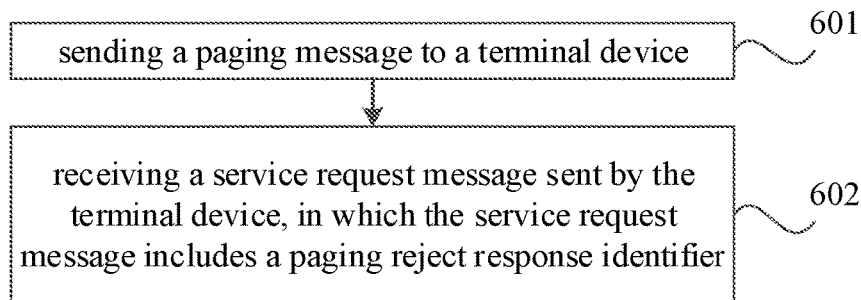 601
sending a paging message to a terminal device
receiving a service request message sent by the
terminal device, in which the service request
message includes a paging reject response identifier
602